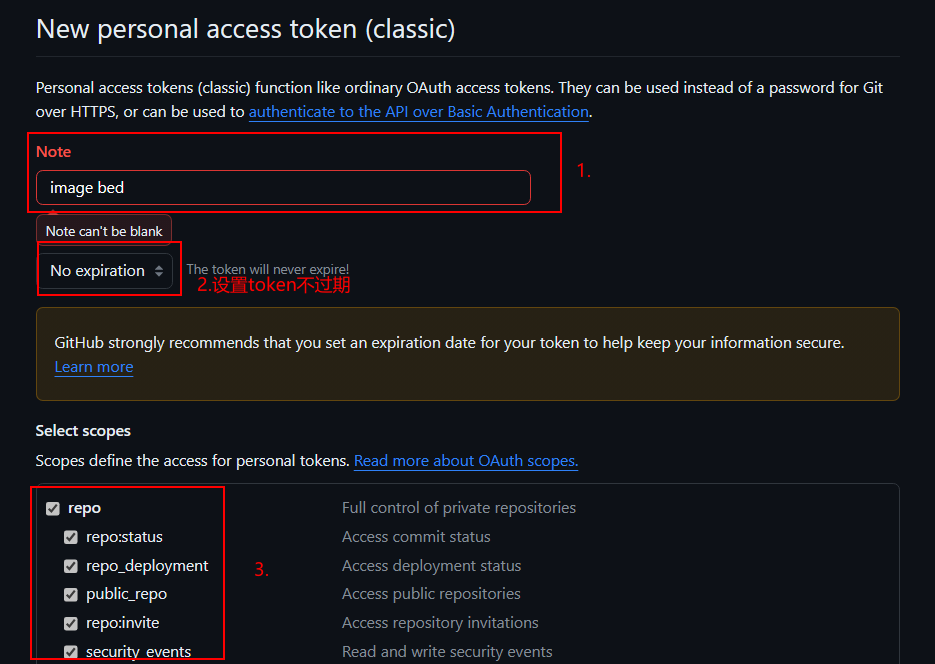 New personal access token (classic)
Personal access tokens (classic) function like ordinary OAuth access tokens. They can be used instead of a password for Git
over HTTPS, or can be used to authenticate to the API over Basic Authentication.
Note
image bed
1.
Note can't be blank
No expiration
The token will never expire!
2.设置token不过期
GitHub strongly recommends that you set an expiration date for your token to help keep your information secure.
Learn more
Select scopes
Scopes define the access for personal tokens. Read more about OAuth scopes.
repo Full control of private repositories
repo:status Access commit status
repo_deployment Access deployment status
3.
public_repo Access public repositories
repo:invite Access repository invitations
security_events Read and write security events